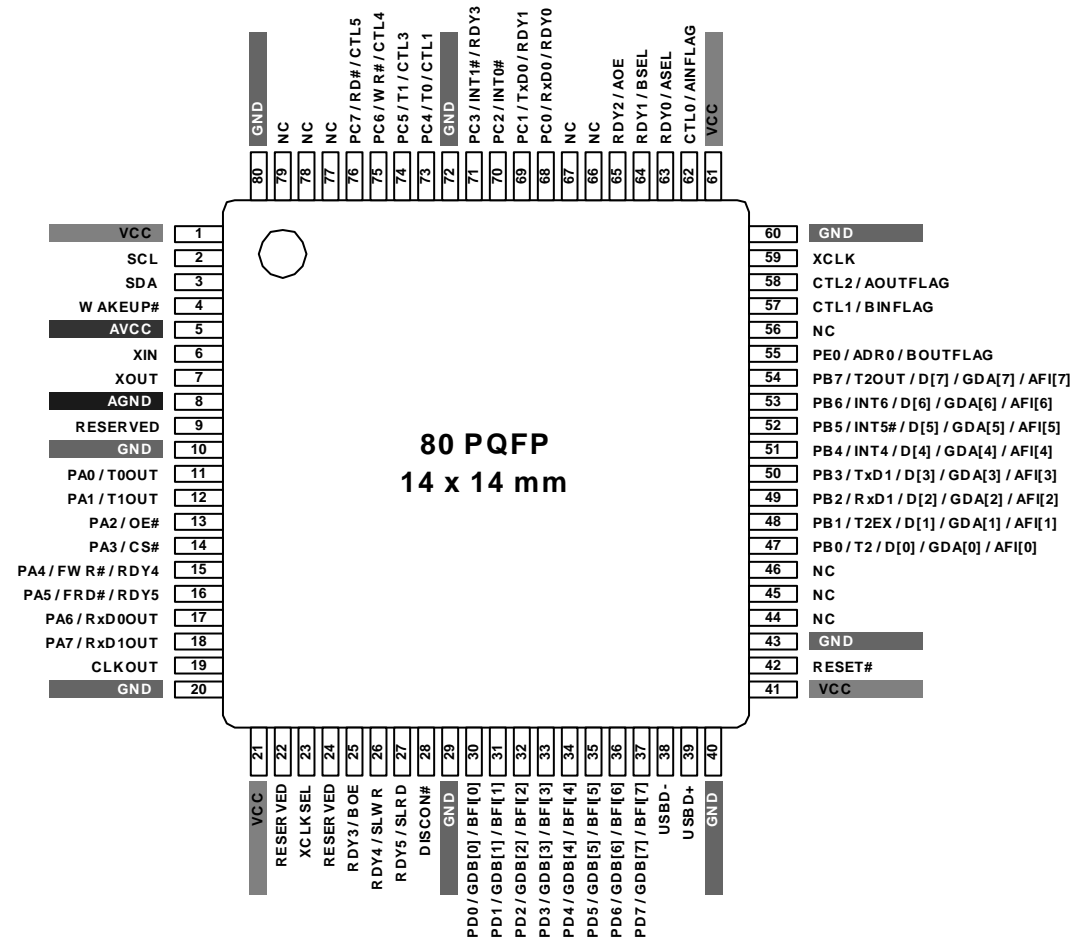 GND
NC
NC
NC
PC7/RD#/CTL5
PC6/WR#/CTL4
PC5/T1/CTL3
PC4/T0/CTL1
GND
PC3/INT1#/RDY3
PC2/INT0#
PC1/TxD0/RDY1
PC0/RxD0/RDY0
NC
NC
RDY2/AOE
RDY1/BSEL
RDY0/ASEL
CTL0/AINFLAG
VCC
80
79
78
77
76
75
74
73
72
71
70
69
68
67
66
65
64
63
62
61
VCC 1
SCL 2
SDA 3
WAKEUP# 4
AVCC 5
XIN 6
XOUT 7
AGND 8
RESERVED 9
GND 10
PA0/T0OUT 11
PA1/T1OUT 12
PA2/OE# 13
PA3/CS# 14
PA4/FWR#/RDY4 15
PA5/FRD#/RDY5 16
PA6/RxD0OUT 17
PA7/RxD1OUT 18
CLKOUT 19
GND 20
80 PQFP
14 x 14 mm
60 GND
59 XCLK
58 CTL2/AOUTFLAG
57 CTL1/BINFLAG
56 NC
55 PE0/ADR0/BOUTFLAG
54 PB7/T2OUT/D[7]/GDA[7]/AFI[7]
53 PB6/INT6/D[6]/GDA[6]/AFI[6]
52 PB5/INT5#/D[5]/GDA[5]/AFI[5]
51 PB4/INT4/D[4]/GDA[4]/AFI[4]
50 PB3/TxD1/D[3]/GDA[3]/AFI[3]
49 PB2/RxD1/D[2]/GDA[2]/AFI[2]
48 PB1/T2EX/D[1]/GDA[1]/AFI[1]
47 PB0/T2/D[0]/GDA[0]/AFI[0]
46 NC
45 NC
44 NC
43 GND
42 RESET#
41 VCC
21
22
23
24
25
26
27
28
29
30
31
32
33
34
35
36
37
38
39
40
VCC
RESERVED
XCLKSEL
RESERVED
RDY3/BOE
RDY4/SLWR
RDY5/SLRD
DISCON#
GND
PD0/GDB[0]/BFI[0]
PD1/GDB[1]/BFI[1]
PD2/GDB[2]/BFI[2]
PD3/GDB[3]/BFI[3]
PD4/GDB[4]/BFI[4]
PD5/GDB[5]/BFI[5]
PD6/GDB[6]/BFI[6]
PD7/GDB[7]/BFI[7]
USBD-
USBD+
GND